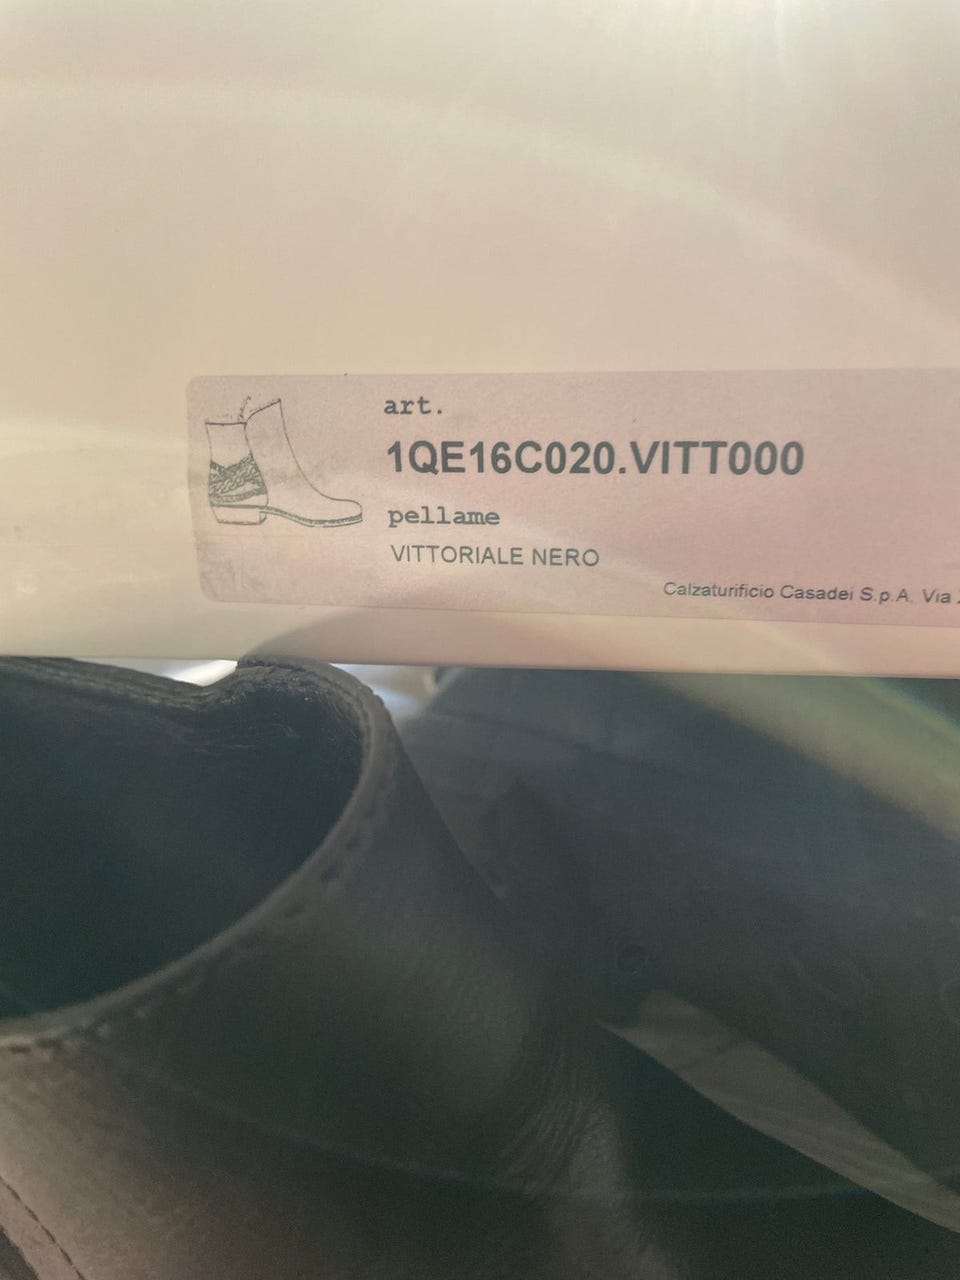 art.
1QE16C020.VITT000
pellame
VITTORIALE NERO
Calzaturificio Casadei S.p.A. Via